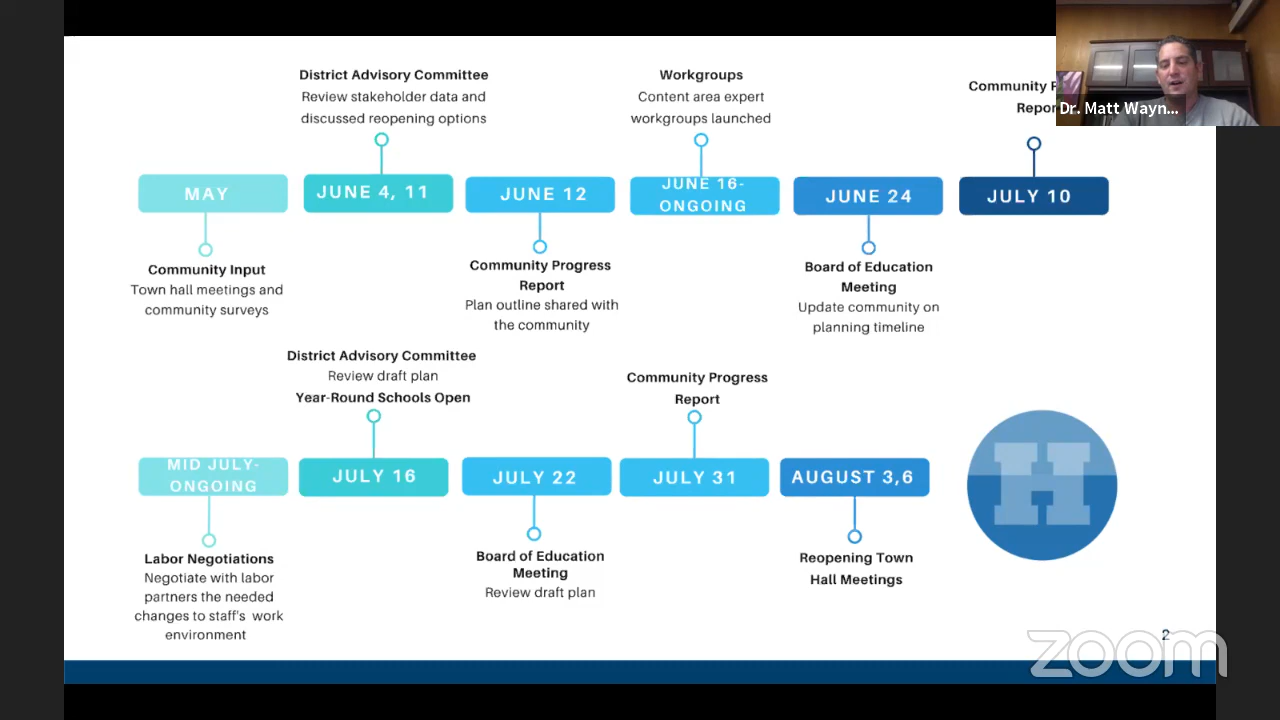 District Advisory Committee
Review stakeholder data and
discussed reopening options
Workgroups
Content area expert
workgroups launched
Community
Report
Dr. Matt Wayn...
MAY
JUNE 4, 11
JUNE 12
JUNE 16-
ONGOING
JUNE 24
JULY 10
Community Input
Town hall meetings and
community surveys
Community Progress
Report
Plan outline shared with
the community
Board of Education
Meeting
Update community on
planning timeline
District Advisory Committee
Review draft plan
Year-Round Schools Open
Community Progress
Report
MID JULY-
ONGOING
JULY 16
JULY 22
JULY 31
AUGUST 3,6
H
Labor Negotiations
Negotiate with labor
partners the needed
changes to staff's work
environment
Board of Education
Meeting
Review draft plan
Reopening Town
Hall Meetings
2
zoom